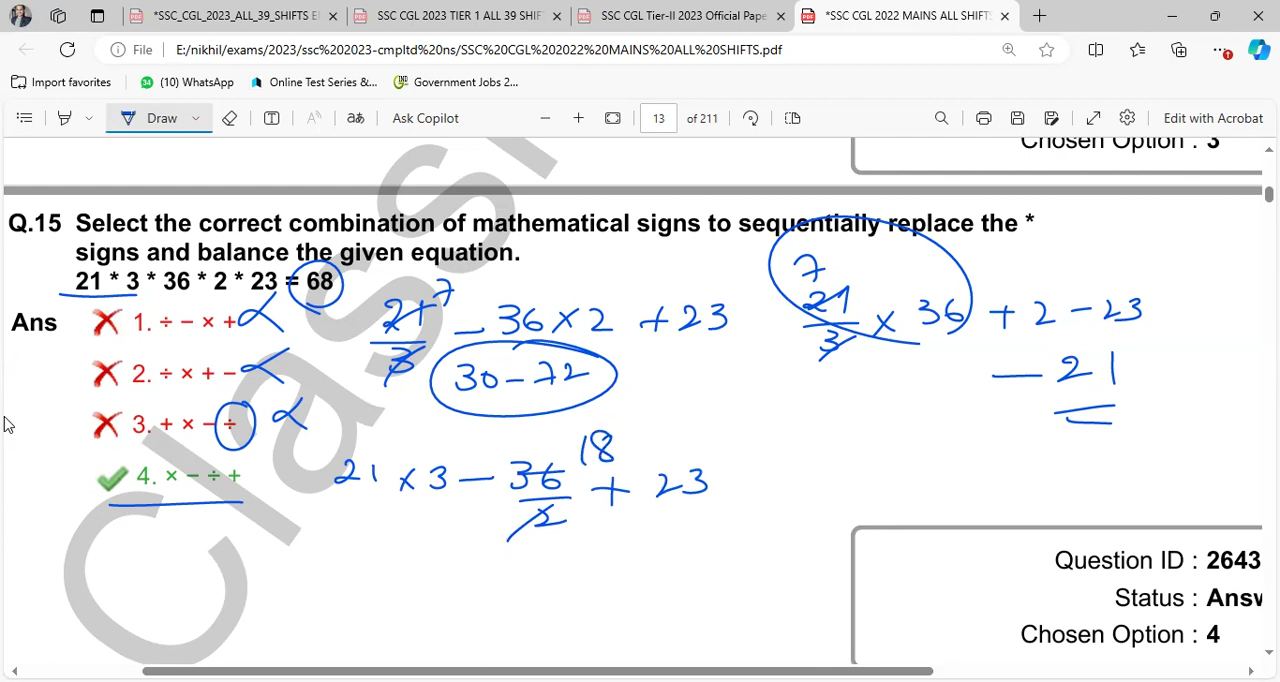 *SSC_CGL_2023_ALL_39_SHIFTS EI
SSC CGL 2023 TIER 1 ALL 39 SHIF
SSC CGL Tier-II 2023 Official Pape
*SSC CGL 2022 MAINS ALL SHIFTS
File
E:/nikhil/exams/2023/ssc%202023-cmpltd%20ns/SSC%20CGL%202022%20MAINS%20ALL%20SHIFTS.pdf
Import favorites
34 (10) WhatsApp
Online Test Series &...
Government Jobs 2...
Draw
Ask Copilot
13 of 211
Edit with Acrobat
Chosen Option : 3
Q.15 Select the correct combination of mathematical signs to sequentially replace the *
signs and balance the given equation.
21 * 3 * 36 * 2 * 23 = 68
Ans
1. ÷ − × +
21/3 7 − 36 × 2 + 23
7 21/3 × 36 + 2 − 23
2. ÷ × + −
30 − 72
− 21
3. + × − ÷
4. × − ÷ +
21 × 3 − 36/2 18 + 23
Class
Question ID : 2643
Status : Answ
Chosen Option : 4